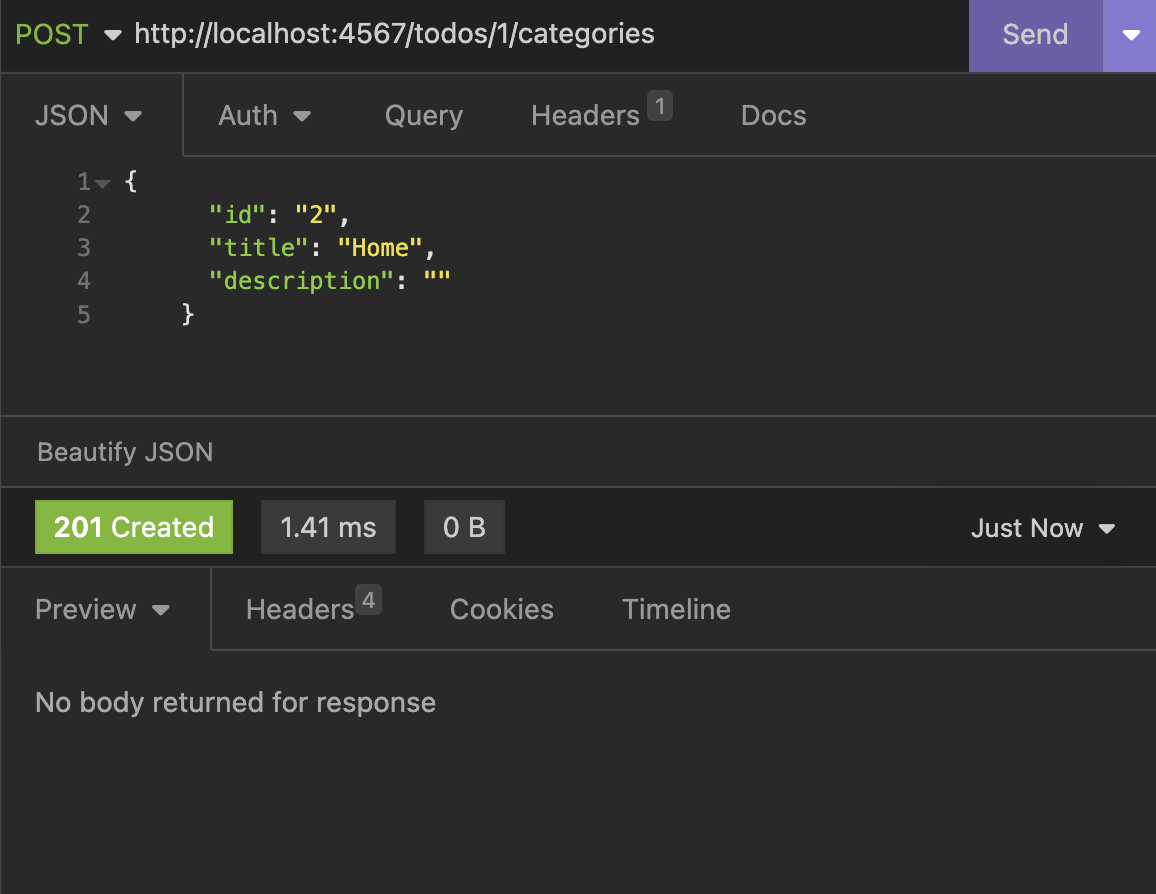 POST http://localhost:4567/todos/1/categories Send
JSON Auth Query Headers 1 Docs
1 {
2 "id": "2",
3 "title": "Home",
4 "description": ""
5 }
Beautify JSON
201 Created 1.41 ms 0 B Just Now
Preview Headers 4 Cookies Timeline
No body returned for response